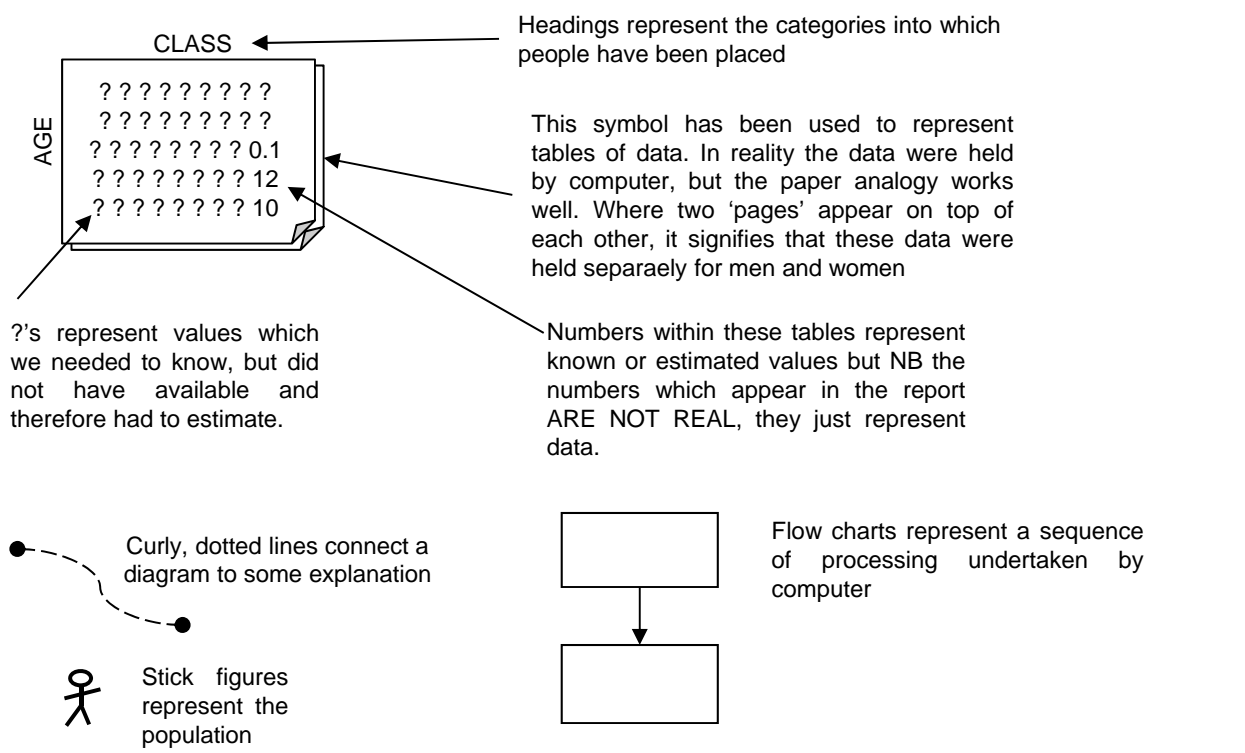 CLASS
AGE
? ? ? ? ? ? ? ? ?
? ? ? ? ? ? ? ? ?
? ? ? ? ? ? ? ? 0.1
? ? ? ? ? ? ? ? 12
? ? ? ? ? ? ? ? 10
Headings represent the categories into which
people have been placed
This symbol has been used to represent
tables of data. In reality the data were held
by computer, but the paper analogy works
well. Where two ‘pages’ appear on top of
each other, it signifies that these data were
held separaely for men and women
?'s represent values which
we needed to know, but did
not have available and
therefore had to estimate.
Numbers within these tables represent
known or estimated values but NB the
numbers which appear in the report
ARE NOT REAL, they just represent
data.
Curly, dotted lines connect a
diagram to some explanation
Flow charts represent a sequence
of processing undertaken by
computer
Stick figures
represent the
population